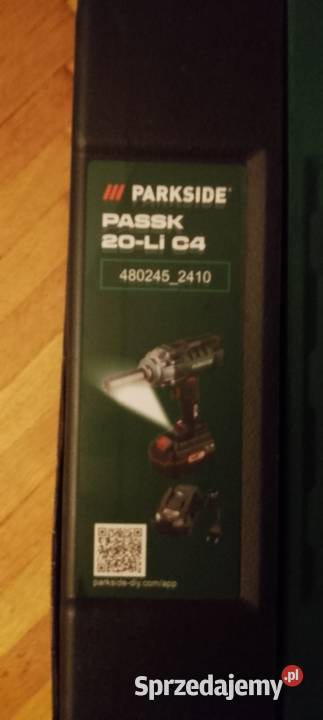 /// PARKSIDE®
PASSK
20-Li C4
480245_2410
parkside-diy.com/app
Sprzedajemy.pl